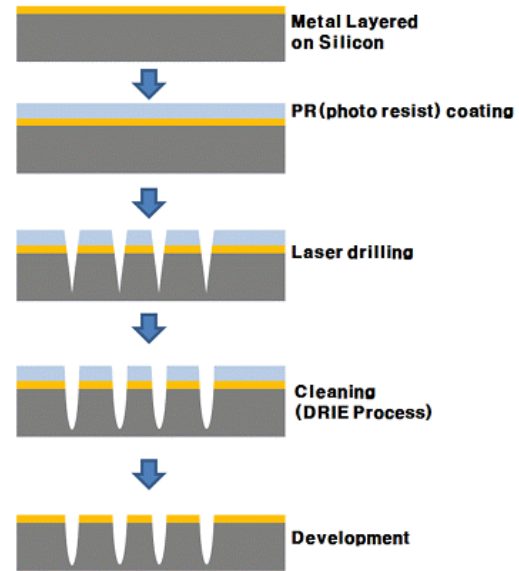 Metal Layered
on Silicon
PR(photo resist) coating
Laser drilling
Cleaning
(DRIE Process)
Development